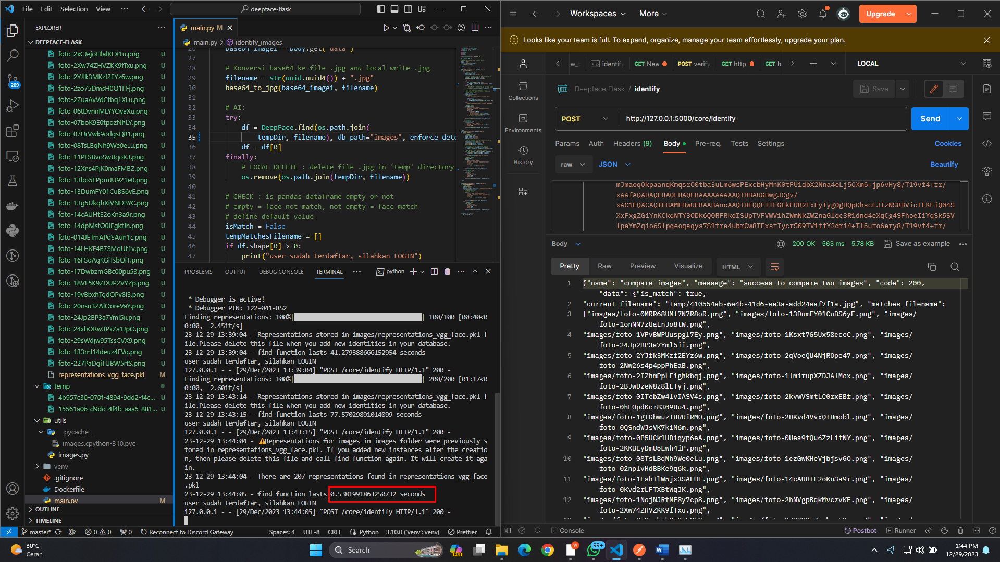 File Edit Selection View ··· deepface-flask
EXPLORER
DEEPFACE-FLASK
foto-2xCJejoHlalKFX1u.png U
foto-2Xw74ZHVZKK9fTxu.png U
foto-2YJfk3MKzf2EYz6w.png U
foto-2zo75DmsH0Q1IIFj.png U
foto-2ZuaAvVdCtbq1XLu.png U
foto-06tDvnnMLYYOyaXu.png U
foto-07boK9E0tpdzNhLY.png U
foto-07UrVwk9orlgsQ81.png U
foto-08TsLBqNh9We0eLu.png U
foto-11PFSBvoSwJIqoK3.png U
foto-12Xns4PjK0maFMBZ.png U
foto-13bo5EPpmJU921e0.png U
foto-13DumFY01CuBS6yE.png U
foto-13g5UkqhXiVNDBYC.png U
foto-14cAUHtE2oKn3a9r.png U
foto-14dpMstO0IEgktJh.png U
foto-014JETmAPdSAun1c.png U
foto-14LHKF4B7SMdUt1v.png U
foto-16FSqAgKGiTsbQiT.png U
foto-17DwbzmGBc00pu53.png U
foto-18VF5K9ZDUP2VYZp.png U
foto-19yBbxhTgdQPv8lS.png U
foto-20nsu3ZAlOoreVaY.png U
foto-24Jp2BP3a7Yml5ii.png U
foto-24xbORw3PxZa1JpO.png U
foto-29sWdjw95TssCVX9.png U
foto-133rnl14deuz4FVq.png U
foto-227PaDgiTUBW5rtS.png U
representations_vgg_face.pkl M
temp
4b957c30-070f-4894-9dd2-f4c... U
15561a06-d9dd-4f4b-aaa5-881... U
utils
__pycache__
images.cpython-310.pyc
images.py
venv
.gitignore
Dockerfile
main.py M
OUTLINE
TIMELINE
209
main.py M
main.py > identify_images
26 base64_image1 = body.get("data")
27
28 # Konversi base64 ke file .jpg and local write .jpg
29 filename = str(uuid.uuid4()) + ".jpg"
30 base64_to_jpg(base64_image1, filename)
31
32 # AI:
33 try:
34 df = DeepFace.find(os.path.join(
35 tempDir, filename), db_path="images", enforce_dete
36 df = df[0]
37 finally:
38 # LOCAL DELETE : delete file .jpg in 'temp' directory
39 os.remove(os.path.join(tempDir, filename))
40
41 # CHECK : is pandas dataframe empty or not
42 # empty = face not match, not empty = face match
43 # define default value
44 isMatch = False
45 tempMatchesFilename = []
46 if df.shape[0] > 0:
47 print("user sudah terdaftar, silahkan LOGIN")
PROBLEMS OUTPUT DEBUG CONSOLE TERMINAL ··· python
* Debugger is active!
* Debugger PIN: 122-041-852
Finding representations: 100%| | 100/100 [00:40<0
0:00, 2.45it/s]
23-12-29 13:39:04 - Representations stored in images/representations_vgg_face.pkl f
ile.Please delete this file when you add new identities in your database.
23-12-29 13:39:04 - find function lasts 41.279388666152954 seconds
user sudah terdaftar, silahkan LOGIN
127.0.0.1 - - [29/Dec/2023 13:39:04] "POST /core/identify HTTP/1.1" 200 -
Finding representations: 100%| | 200/200 [01:17<0
0:00, 2.60it/s]
23-12-29 13:43:14 - Representations stored in images/representations_vgg_face.pkl f
ile.Please delete this file when you add new identities in your database.
23-12-29 13:43:15 - find function lasts 77.57029891014099 seconds
user sudah terdaftar, silahkan LOGIN
127.0.0.1 - - [29/Dec/2023 13:43:15] "POST /core/identify HTTP/1.1" 200 -
23-12-29 13:44:04 - ⚠Representations for images in images folder were previously s
tored in representations_vgg_face.pkl. If you added new instances after the creatio
n, then please delete this file and call find function again. It will create it aga
in.
23-12-29 13:44:04 - There are 207 representations found in representations_vgg_face
.pkl
23-12-29 13:44:05 - find function lasts 0.5381991863250732 seconds
user sudah terdaftar, silahkan LOGIN
127.0.0.1 - - [29/Dec/2023 13:44:05] "POST /core/identify HTTP/1.1" 200 -
master* 0 0 0 Reconnect to Discord Gateway Spaces: 4 UTF-8 CRLF Python 3.10.0 ('venv': venv) Prettier
Workspaces More Upgrade
Looks like your team is full. To expand, organize, manage your team effortlessly, upgrade your plan.
identify GET New POST verify GET http GET h LOCAL
Collections
Environments
History
HTTP Deepface Flask / identify Save
POST http://127.0.0.1:5000/core/identify Send
Params Auth Headers (9) Body Pre-req. Tests Settings Cookies
raw JSON Beautify
mJmaoqOkpaanqKmqsrO0tba3uLm6wsPExcbHyMnK0tPU1dbX2Nna4eLj5OXm5+jp6vHy8/T19vf4+fr/
xAAfAQADAQEBAQEBAQEBAAAAAAAAAQIDBAUGBwgJCgv/
xAC1EQACAQIEBAMEBwUEBAABAncAAQIDEQQFITEGEkFRB2FxEyIygQgUQpGhscEJIzNS8BVictEKFiQ04S
XxFxgZGiYnKCkqNTY3ODk6Q0RFRkdISUpTVFVWV1hZWmNkZWZnaGlqc3R1dnd4eXqCg4SFhoeIiYqSk5SV
lpeYmZqio6Slpqeoqaqys7S1tre4ubrCw8TFxsfIycrS09TV1tfY2dri4+Tl5ufo6ery8/T19vf4+fr/
Body 200 OK 563 ms 5.78 KB Save as example
Pretty Raw Preview Visualize HTML
1 {"name": "compare images", "message": "success to compare two images", "code": 200,
"data": {"is_match": true,
2 "current_filename": "temp/410554ab-6e4b-41d6-ae3a-add24aaf7f1a.jpg", "matches_filename":
3 ["images/foto-0MRR68UMl7N7R8oR.png", "images/foto-13DumFY01CuBS6yE.png", "images/
foto-1onNN7zUaLnJo8tW.png",
4 "images/foto-1VPvBWPUuspgl7Ey.png", "images/foto-1Ksxt7G5Ux58cceC.png", "images/
foto-24Jp2BP3a7Yml5ii.png",
5 "images/foto-2YJfk3MKzf2EYz6w.png", "images/foto-2qVoeQU4NjROpe47.png", "images/
foto-2Nw26s4p4ppPhEaB.png",
6 "images/foto-2IZhmPpLE1ghkbqj.png", "images/foto-1lmirupXZDJAlMcx.png", "images/
foto-2BJwUzeW8z8lLTyj.png",
7 "images/foto-0ITebZw4lvIASV4s.png", "images/foto-2kvwVSmtLC0rxEBf.png", "images/
foto-0hFOpdKcr8309Uu4.png",
8 "images/foto-1gtGhwuzIBRRiRMO.png", "images/foto-2DKvd4VvxQtBmobl.png", "images/
foto-0QSndWJsVK7k1M6m.png",
9 "images/foto-0P5UCk1HD1qyp6eA.png", "images/foto-0Uea9fQu6ZzLifNY.png", "images/
foto-2KKBEyDmU5Ewh4iP.png",
10 "images/foto-08TsLBqNh9We0eLu.png", "images/foto-1czGwKHeVjbjsvGO.png", "images/
foto-02nplvHdBBKe9q6k.png",
11 "images/foto-1EshTlW5jx3SAFHF.png", "images/foto-14cAUHtE2oKn3a9r.png", "images/
foto-0Kvd2rLFTXBtWqJK.png",
12 "images/foto-1NojNJRtME8y7cp8.png", "images/foto-2hNVgpBqkMvczvKF.png", "images/
foto-2Xw74ZHVZKK9fTxu.png",
Console Postbot Runner
30°C
Cerah
Search
PRE
99+
1:44 PM
12/29/2023